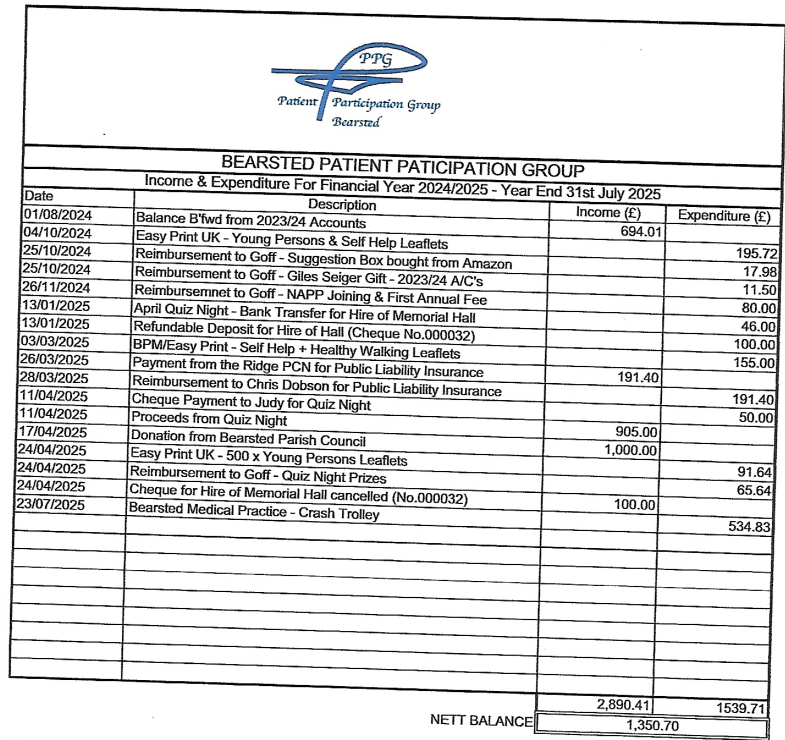 PPG
Patient Participation Group
Bearsted
BEARSTED PATIENT PATICIPATION GROUP
Income & Expenditure For Financial Year 2024/2025 - Year End 31st July 2025
Date Description Income (£) Expenditure (£)
01/08/2024 Balance B'fwd from 2023/24 Accounts 694.01
04/10/2024 Easy Print UK - Young Persons & Self Help Leaflets 195.72
25/10/2024 Reimbursement to Goff - Suggestion Box bought from Amazon 17.98
25/10/2024 Reimbursement to Goff - Giles Seiger Gift - 2023/24 A/C's 11.50
26/11/2024 Reimbursemnet to Goff - NAPP Joining & First Annual Fee 80.00
13/01/2025 April Quiz Night - Bank Transfer for Hire of Memorial Hall 46.00
13/01/2025 Refundable Deposit for Hire of Hall (Cheque No.000032) 100.00
03/03/2025 BPM/Easy Print - Self Help + Healthy Walking Leaflets 155.00
26/03/2025 Payment from the Ridge PCN for Public Liability Insurance 191.40
28/03/2025 Reimbursement to Chris Dobson for Public Liability Insurance 191.40
11/04/2025 Cheque Payment to Judy for Quiz Night 50.00
11/04/2025 Proceeds from Quiz Night 905.00
17/04/2025 Donation from Bearsted Parish Council 1,000.00
24/04/2025 Easy Print UK - 500 x Young Persons Leaflets 91.64
24/04/2025 Reimbursement to Goff - Quiz Night Prizes 65.64
24/04/2025 Cheque for Hire of Memorial Hall cancelled (No.000032) 100.00
23/07/2025 Bearsted Medical Practice - Crash Trolley 534.83
2,890.41 1539.71
NETT BALANCE 1,350.70